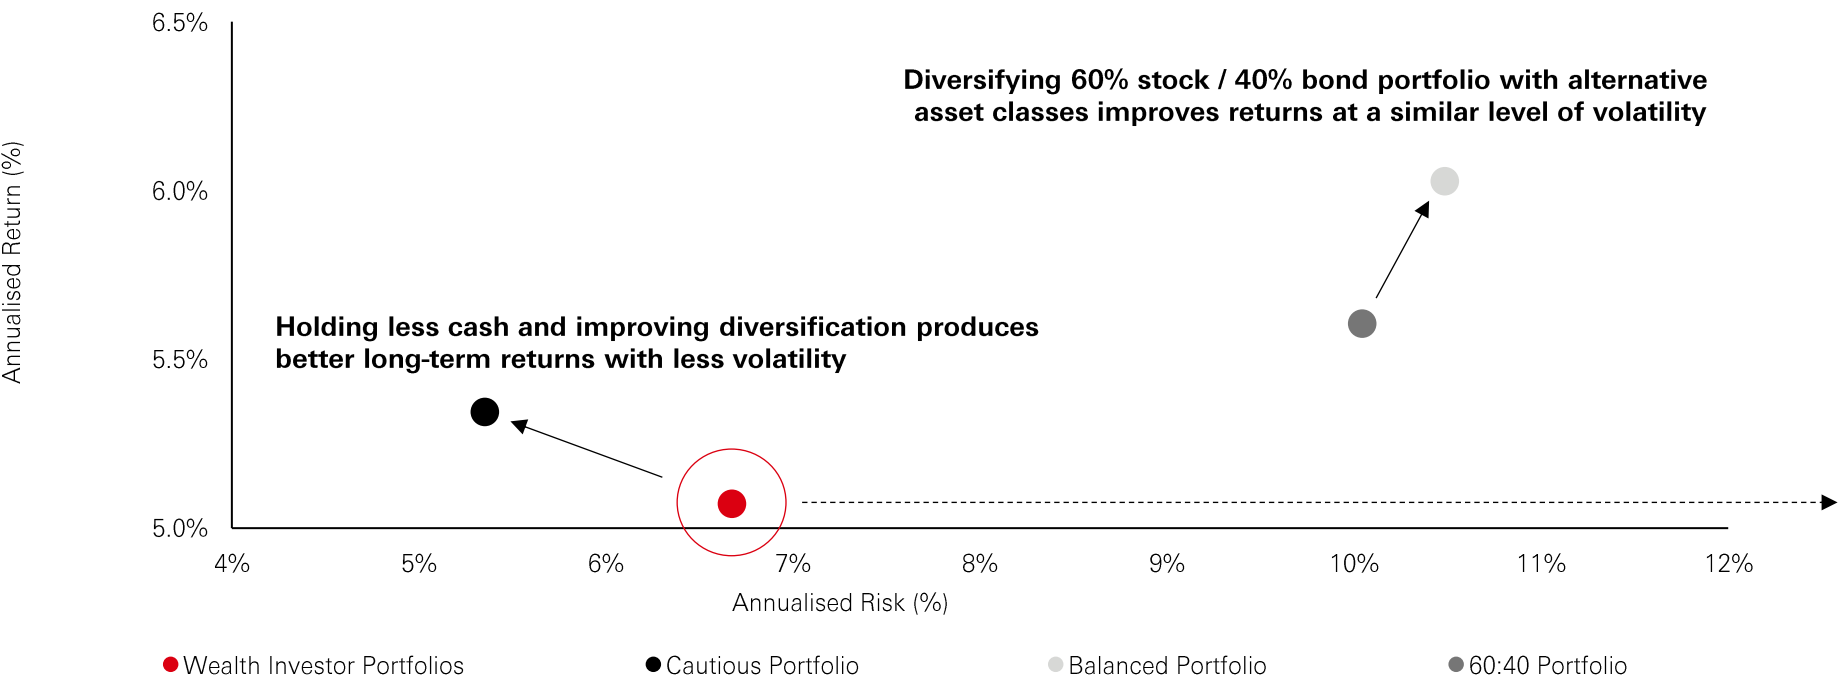 6.5%
Diversifying 60% stock / 40% bond portfolio with alternative
asset classes improves returns at a similar level of volatility
Annualised Return (%)
6.0%
Holding less cash and improving diversification produces
better long-term returns with less volatility
5.5%
5.0%
4% 5% 6% 7% 8% 9% 10% 11% 12%
Annualised Risk (%)
Wealth Investor Portfolios Cautious Portfolio Balanced Portfolio 60:40 Portfolio